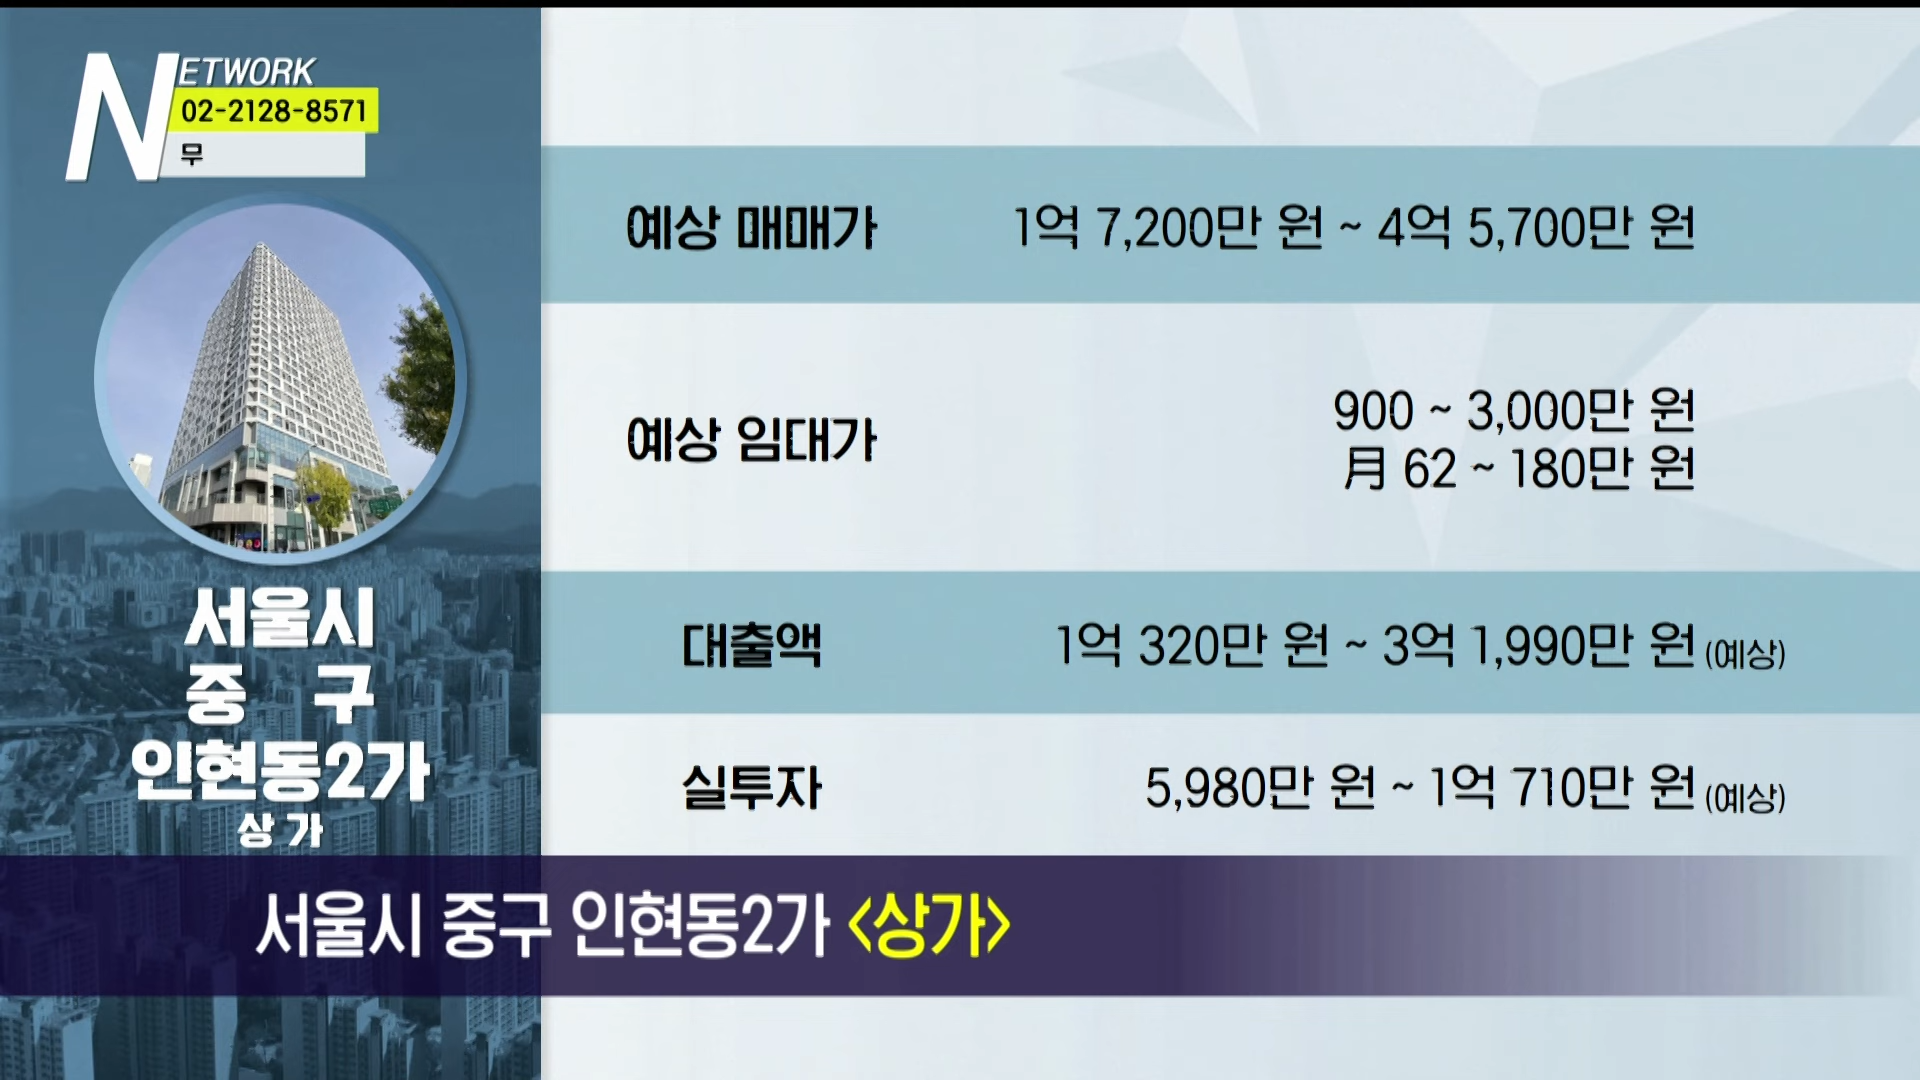 NETWORK
02-2128-8571
무
서울시
중 구
인현동2가
상 가
예상 매매가 1억 7,200만 원 ~ 4억 5,700만 원
예상 임대가 900 ~ 3,000만 원
月 62 ~ 180만 원
대출액 1억 320만 원 ~ 3억 1,990만 원 (예상)
실투자 5,980만 원 ~ 1억 710만 원 (예상)
서울시 중구 인현동2가 <상가>